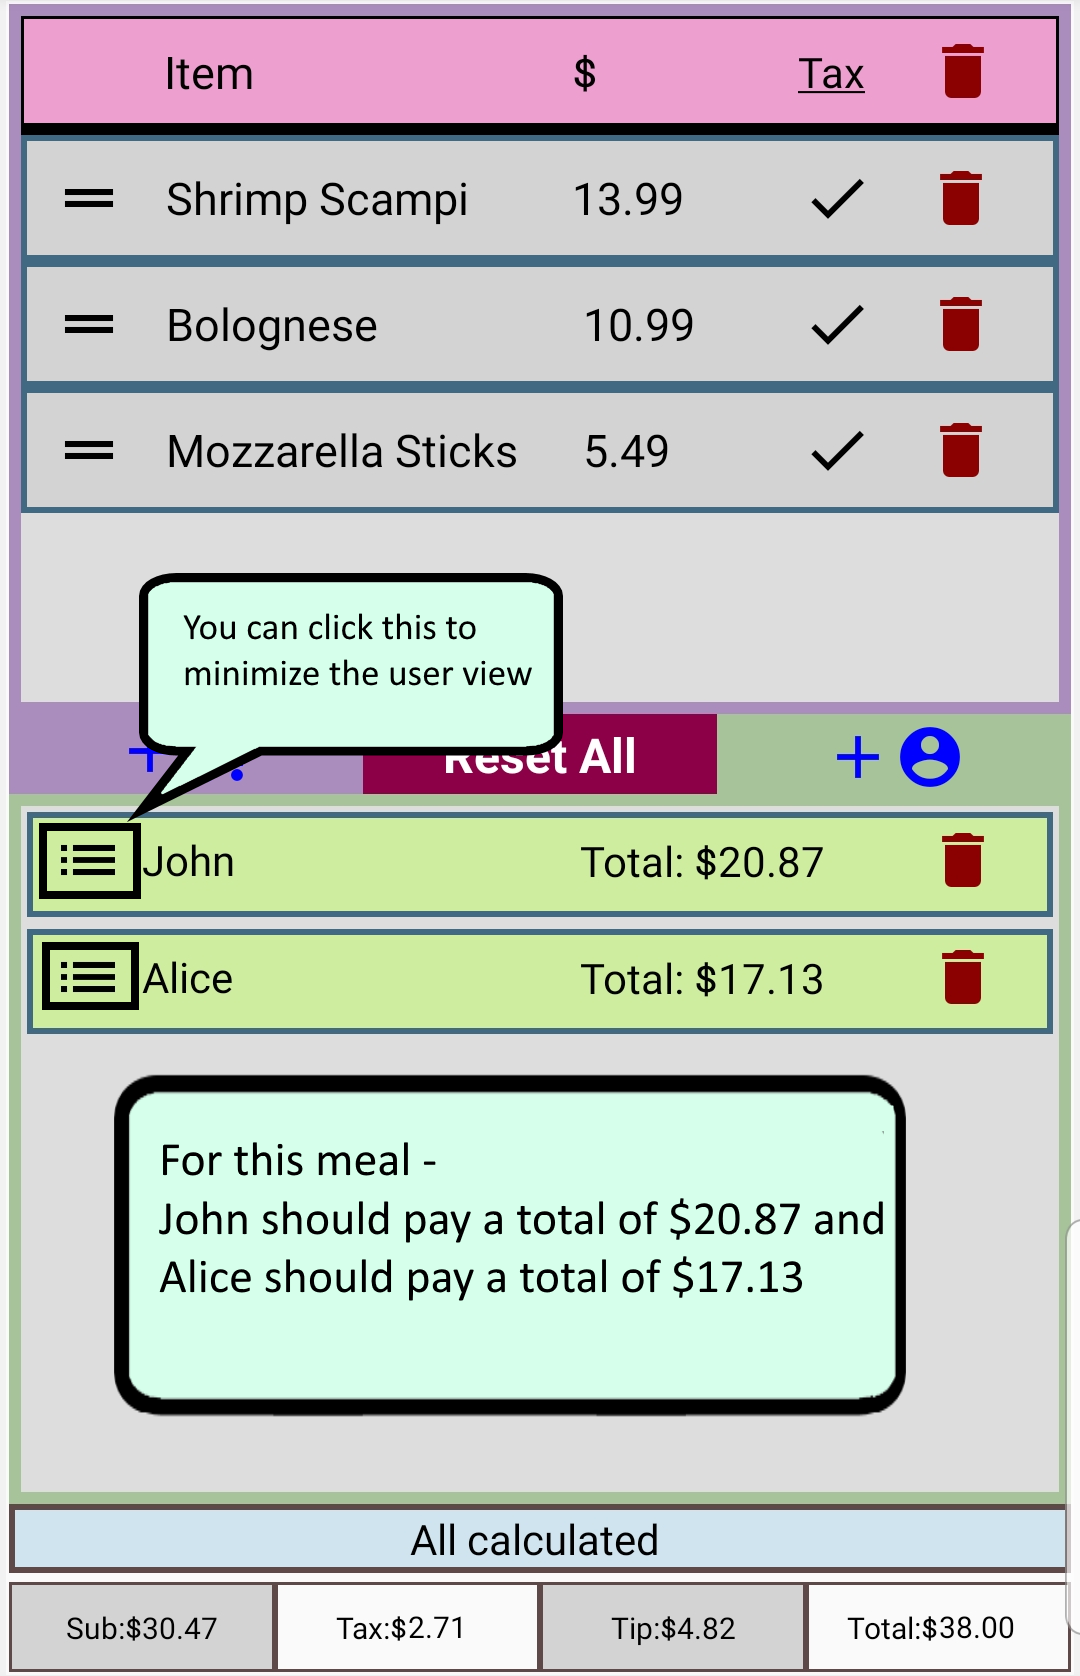 Item $ Tax
Shrimp Scampi 13.99
Bolognese 10.99
Mozzarella Sticks 5.49
You can click this to
minimize the user view
Reset All
John Total: $20.87
Alice Total: $17.13
For this meal -
John should pay a total of $20.87 and
Alice should pay a total of $17.13
All calculated
Sub:$30.47 Tax:$2.71 Tip:$4.82 Total:$38.00